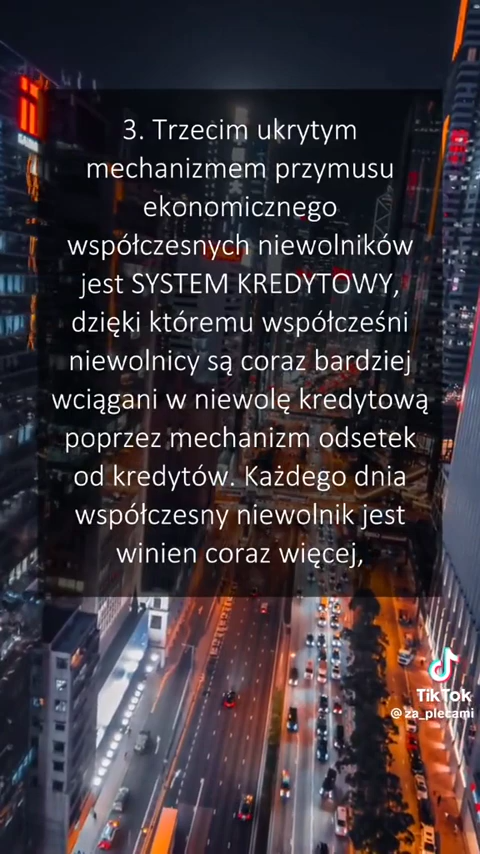 3. Trzecim ukrytym
mechanizmem przymusu
ekonomicznego
współczesnych niewolników
jest SYSTEM KREDYTOWY,
dzięki któremu współcześni
niewolnicy są coraz bardziej
wciągani w niewolę kredytową
poprzez mechanizm odsetek
od kredytów. Każdego dnia
współczesny niewolnik jest
winien coraz więcej,
TikTok
@za_plecami